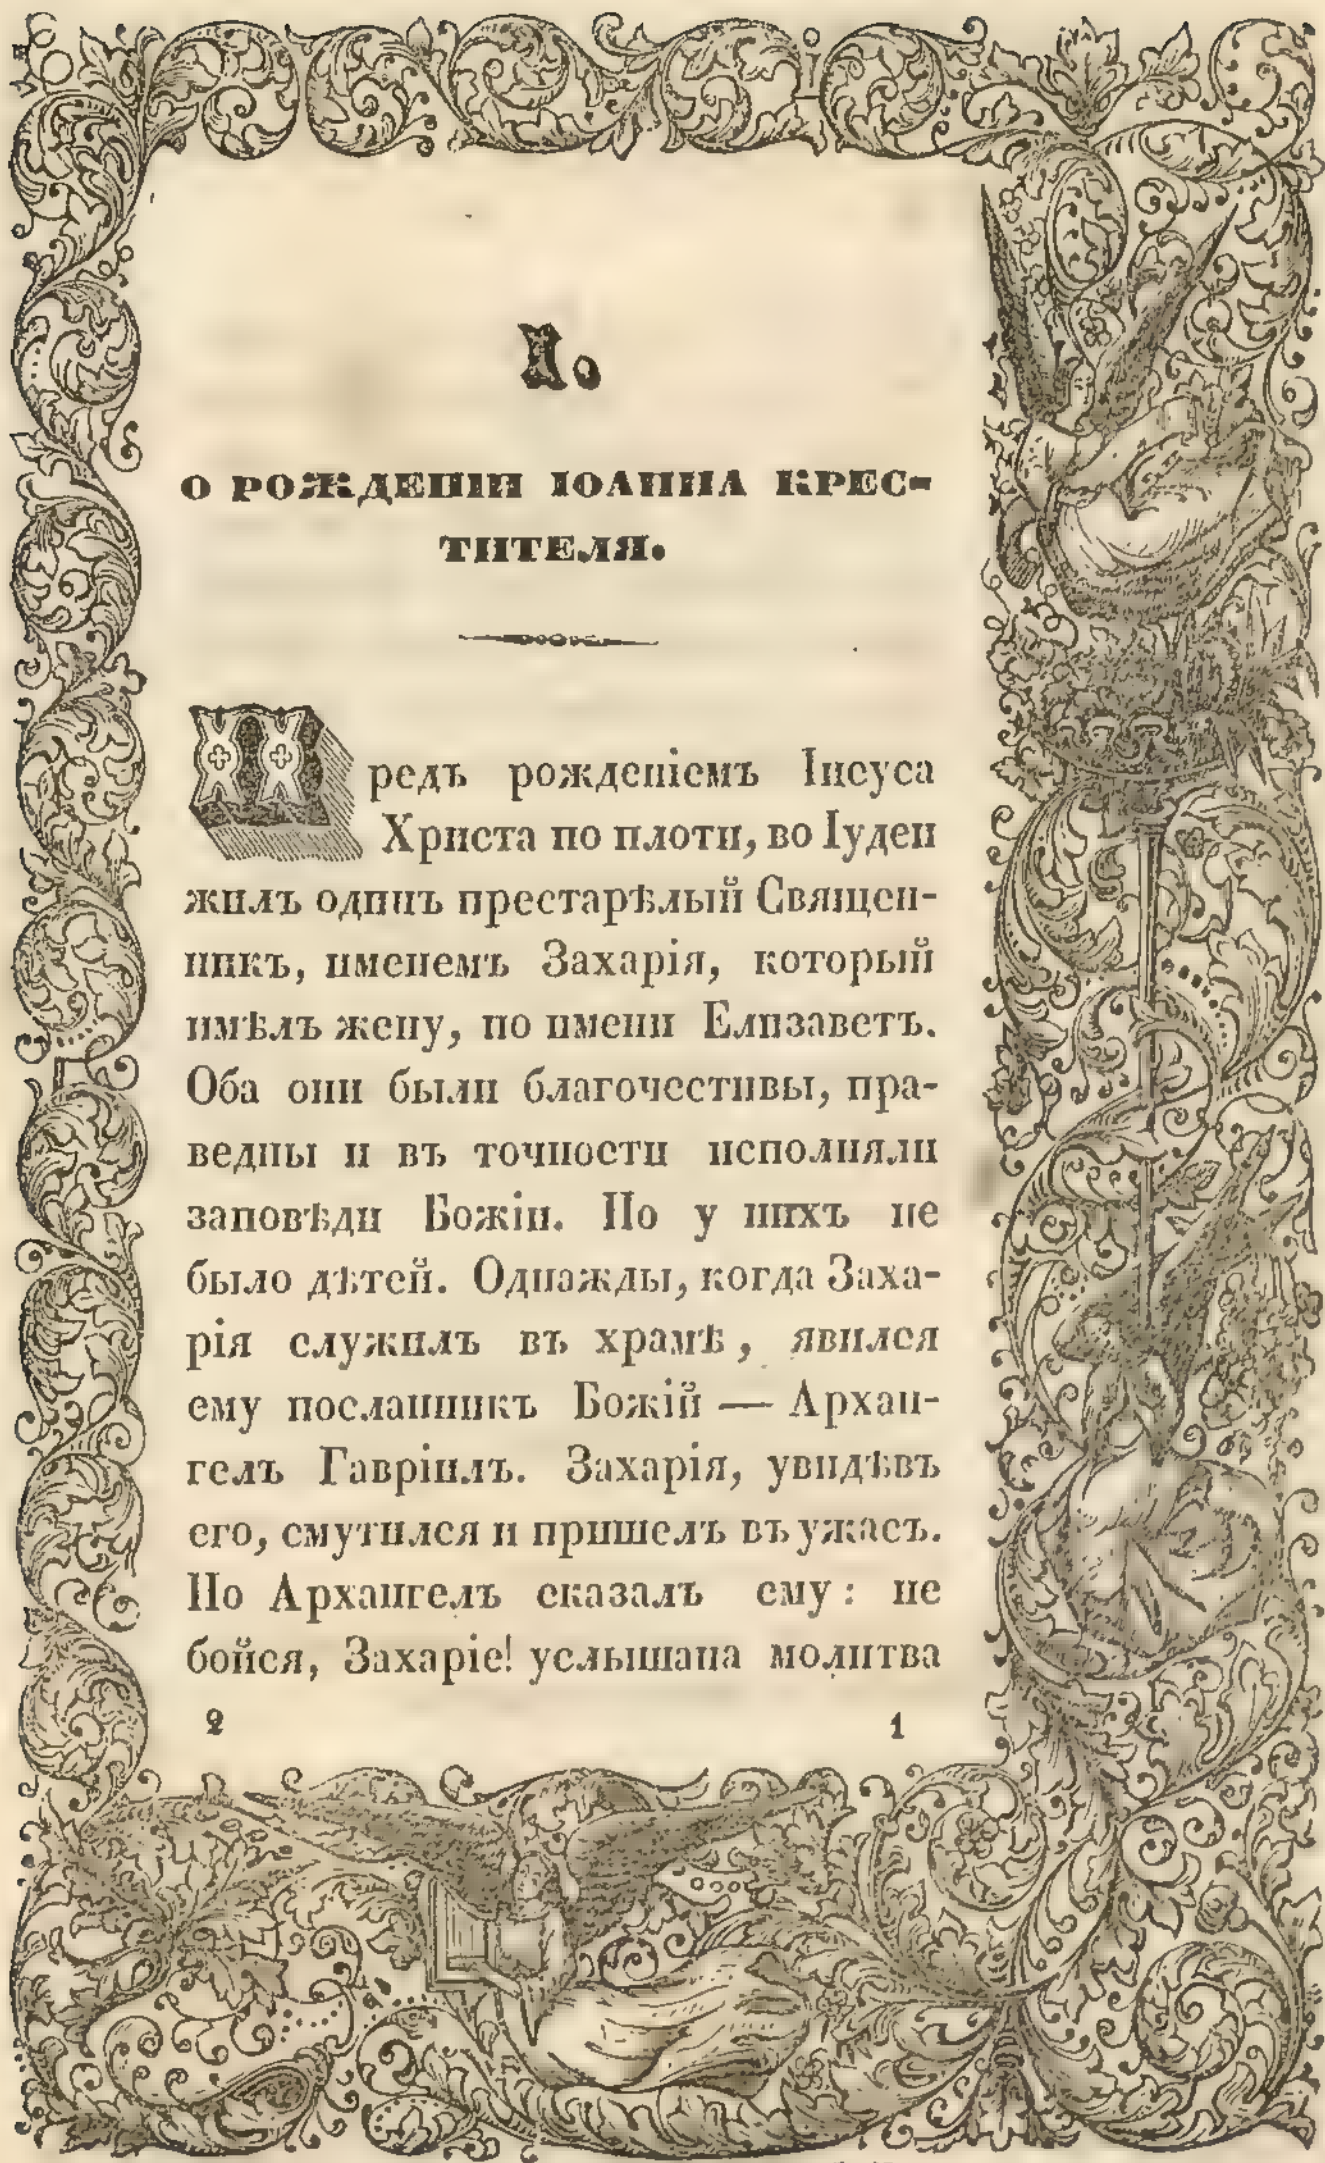 I.
О РОЖДЕНІИ ІОАННА КРЕС-
ТИТЕЛЯ.
Предъ рожденіемъ Іисуса
Христа по плоти, во Іудеи
жилъ одинъ престарѣлый Священ-
никъ, именемъ Захарія, который
имѣлъ жену, по имени Елизаветъ.
Оба они были благочестивы, пра-
ведны и въ точности исполняли
заповѣди Божіи. Но у нихъ не
было дѣтей. Однажды, когда Заха-
рія служилъ въ храмѣ, явился
ему посланникъ Божій — Архан-
гелъ Гавріилъ. Захарія, увидѣвъ
его, смутился и пришелъ въ ужасъ.
Но Архангелъ сказалъ ему: не
бойся, Захаріе! услышана молитва
2 1